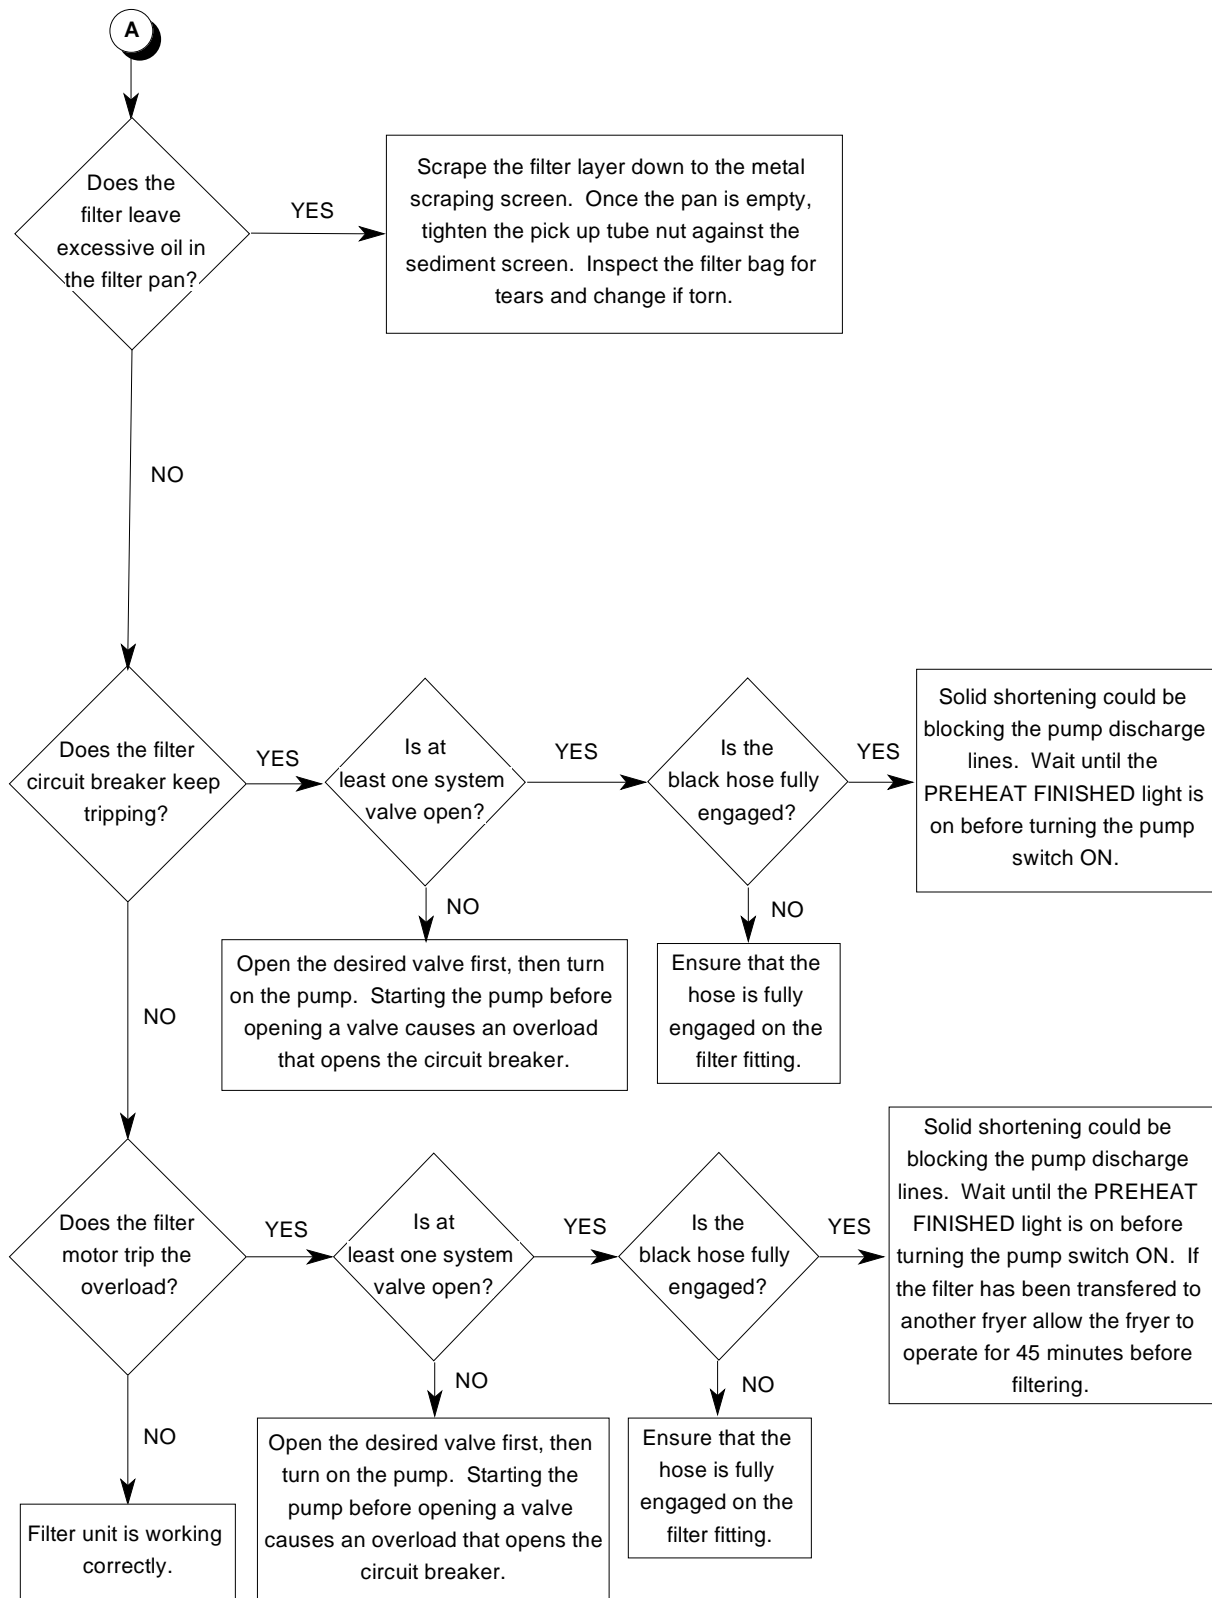 A
Does the
filter leave
excessive oil in
the filter pan?
YES
Scrape the filter layer down to the metal
scraping screen.  Once the pan is empty,
tighten the pick up tube nut against the
sediment screen.  Inspect the filter bag for
tears and change if torn.
NO
Does the filter
circuit breaker keep
tripping?
YES
Is at
least one system
valve open?
YES
Is the
black hose fully
engaged?
YES
Solid shortening could be
blocking the pump discharge
lines.  Wait until the
PREHEAT FINISHED light is
on before turning the pump
switch ON.
NO
Open the desired valve first, then turn
on the pump.  Starting the pump before
opening a valve causes an overload
that opens the circuit breaker.
NO
Ensure that the
hose is fully
engaged on the
filter fitting.
NO
Does the filter
motor trip the
overload?
YES
Is at
least one system
valve open?
YES
Is the
black hose fully
engaged?
YES
Solid shortening could be
blocking the pump discharge
lines.  Wait until the PREHEAT
FINISHED light is on before
turning the pump switch ON.  If
the filter has been transfered to
another fryer allow the fryer to
operate for 45 minutes before
filtering.
NO
Open the desired valve first, then
turn on the pump.  Starting the
pump before opening a valve
causes an overload that opens the
circuit breaker.
NO
Ensure that the
hose is fully
engaged on the
filter fitting.
NO
Filter unit is working
correctly.